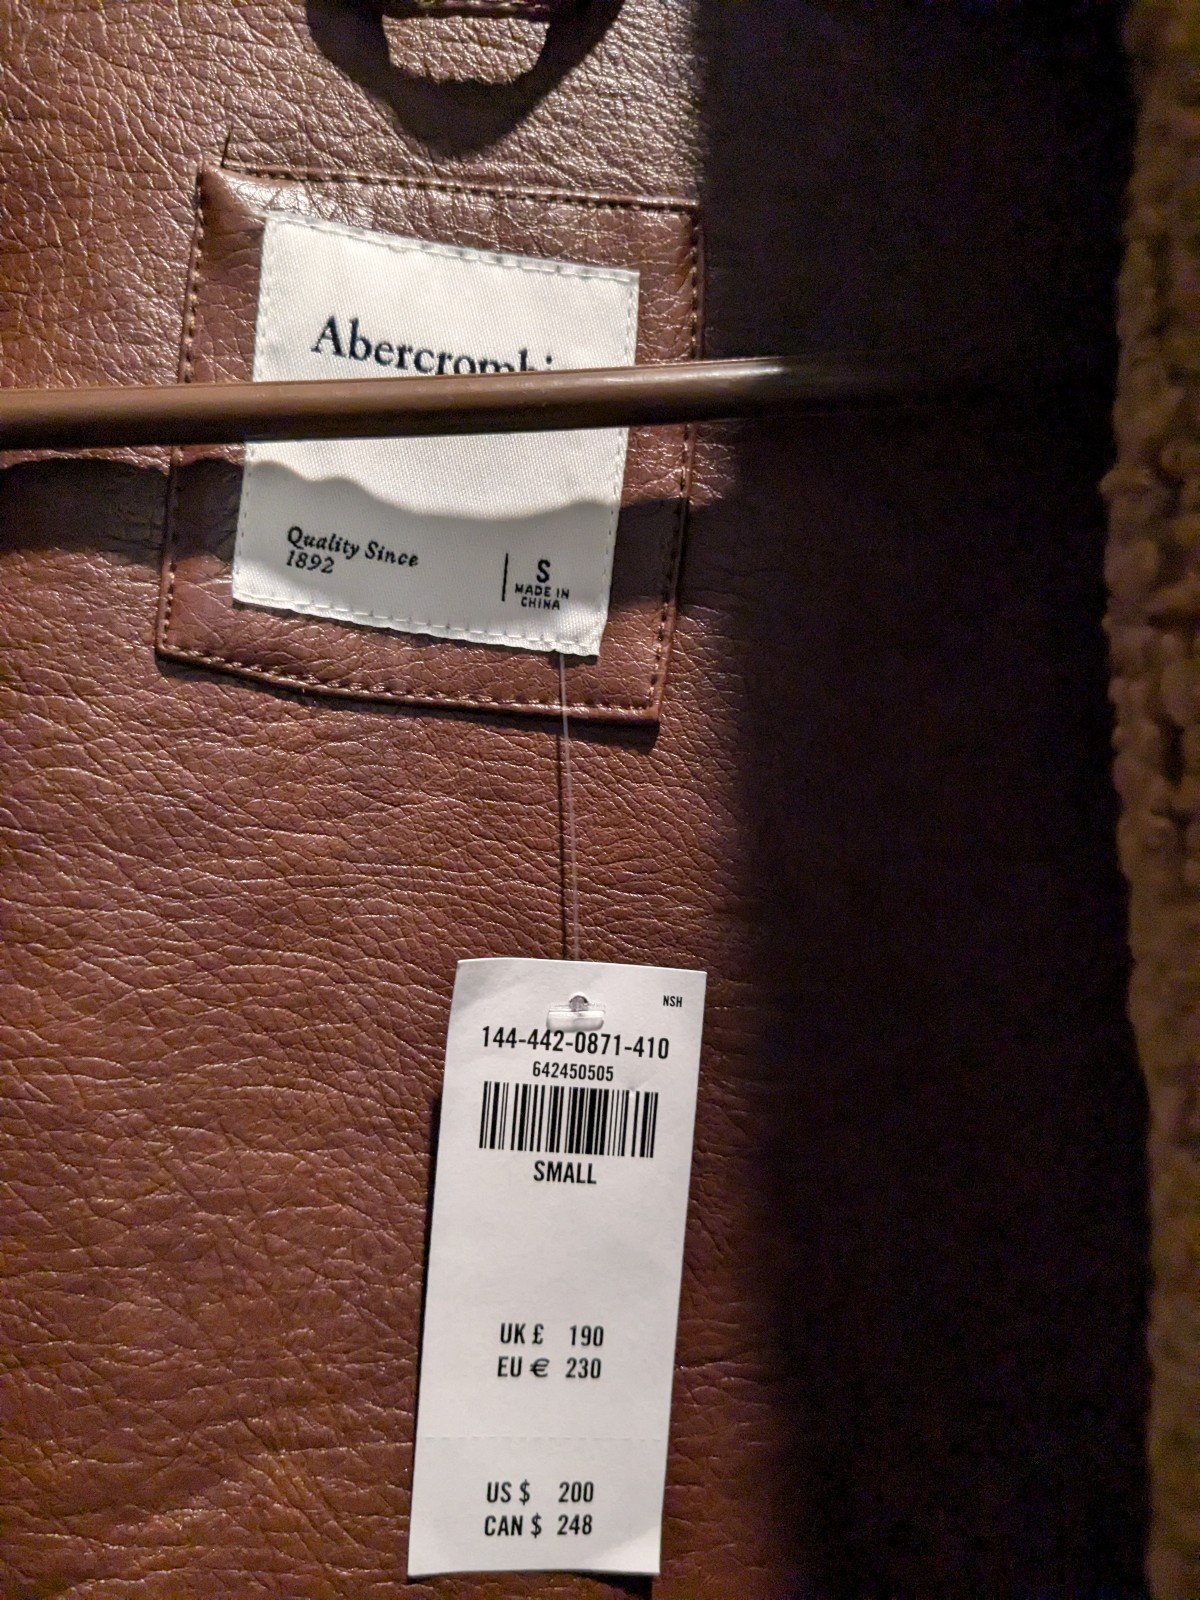 Abercrombi
Quality Since
1892
S
MADE IN
CHINA
NSH
144-442-0871-410
642450505
SMALL
UK £ 190
EU € 230
US $ 200
CAN $ 248